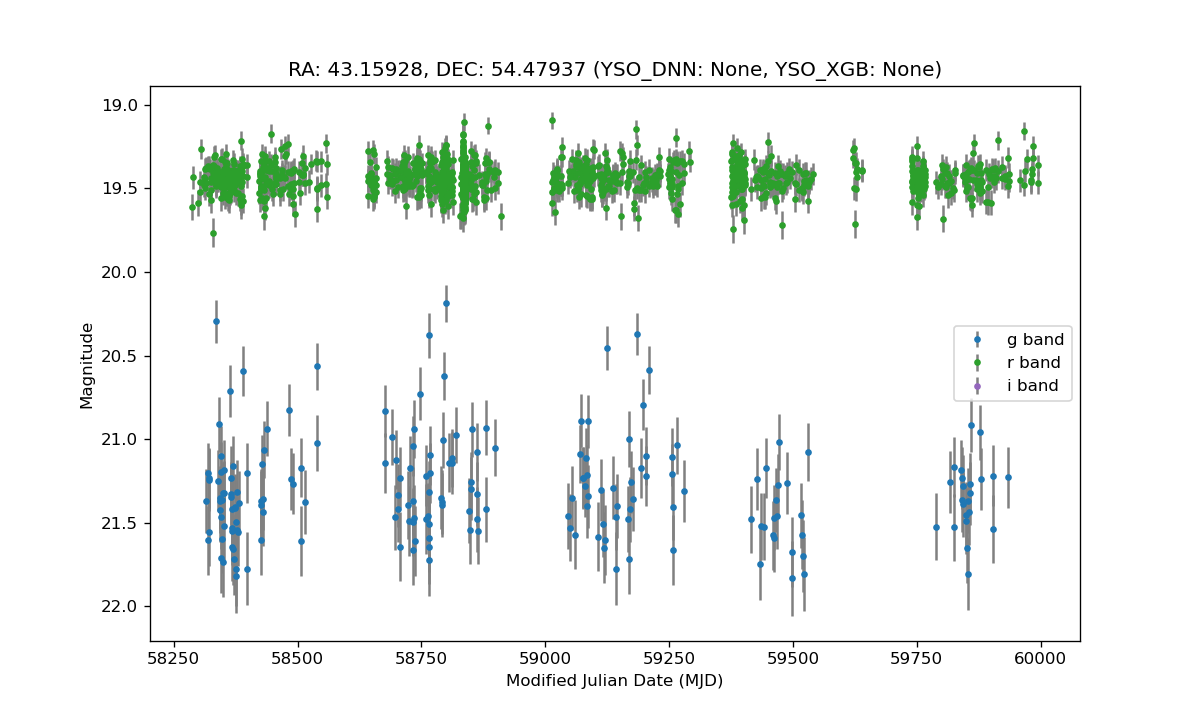 RA: 43.15928, DEC: 54.47937 (YSO_DNN: None, YSO_XGB: None)
19.0
19.5
20.0
20.5
21.0
21.5
22.0
Magnitude
g band
r band
i band
58250 58500 58750 59000 59250 59500 59750 60000
Modified Julian Date (MJD)